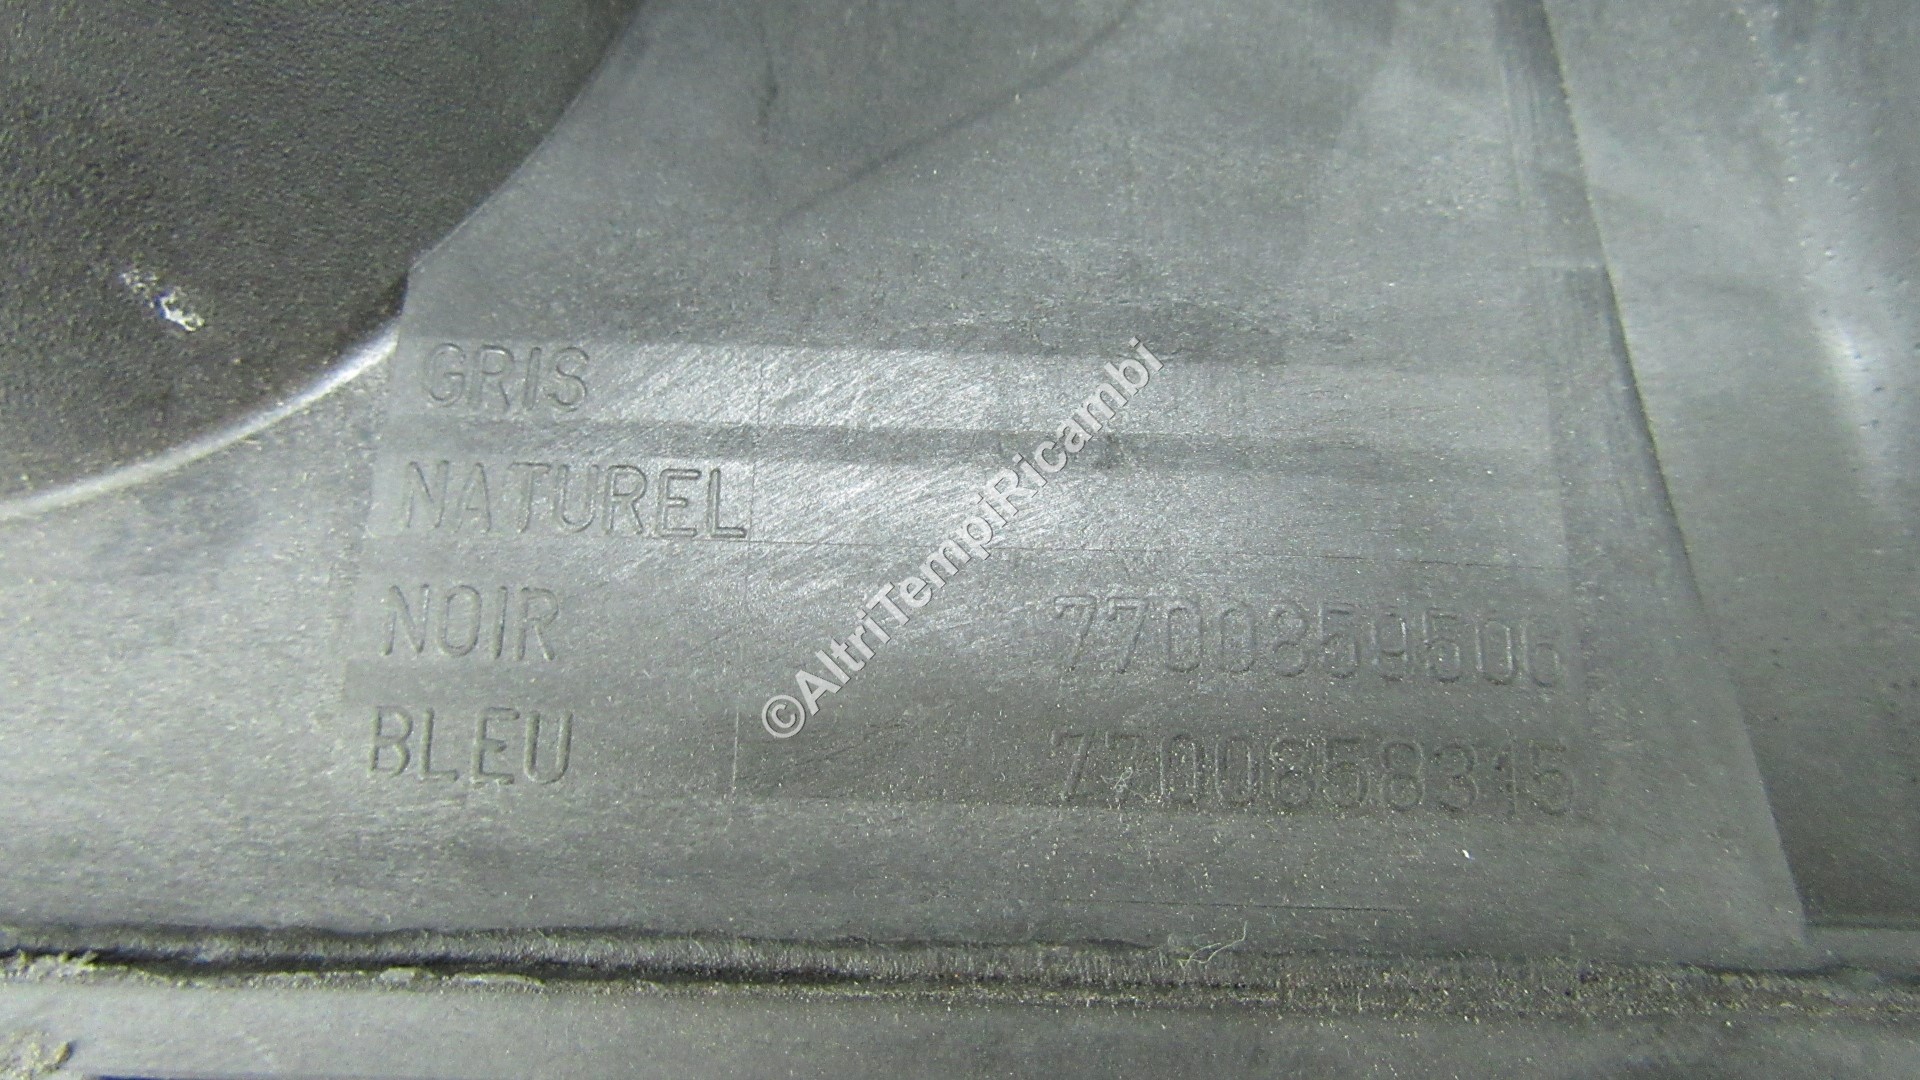 GRIS
NATUREL
NOIR 7700859506
BLEU 7700858315
©AltriTempiRicambi